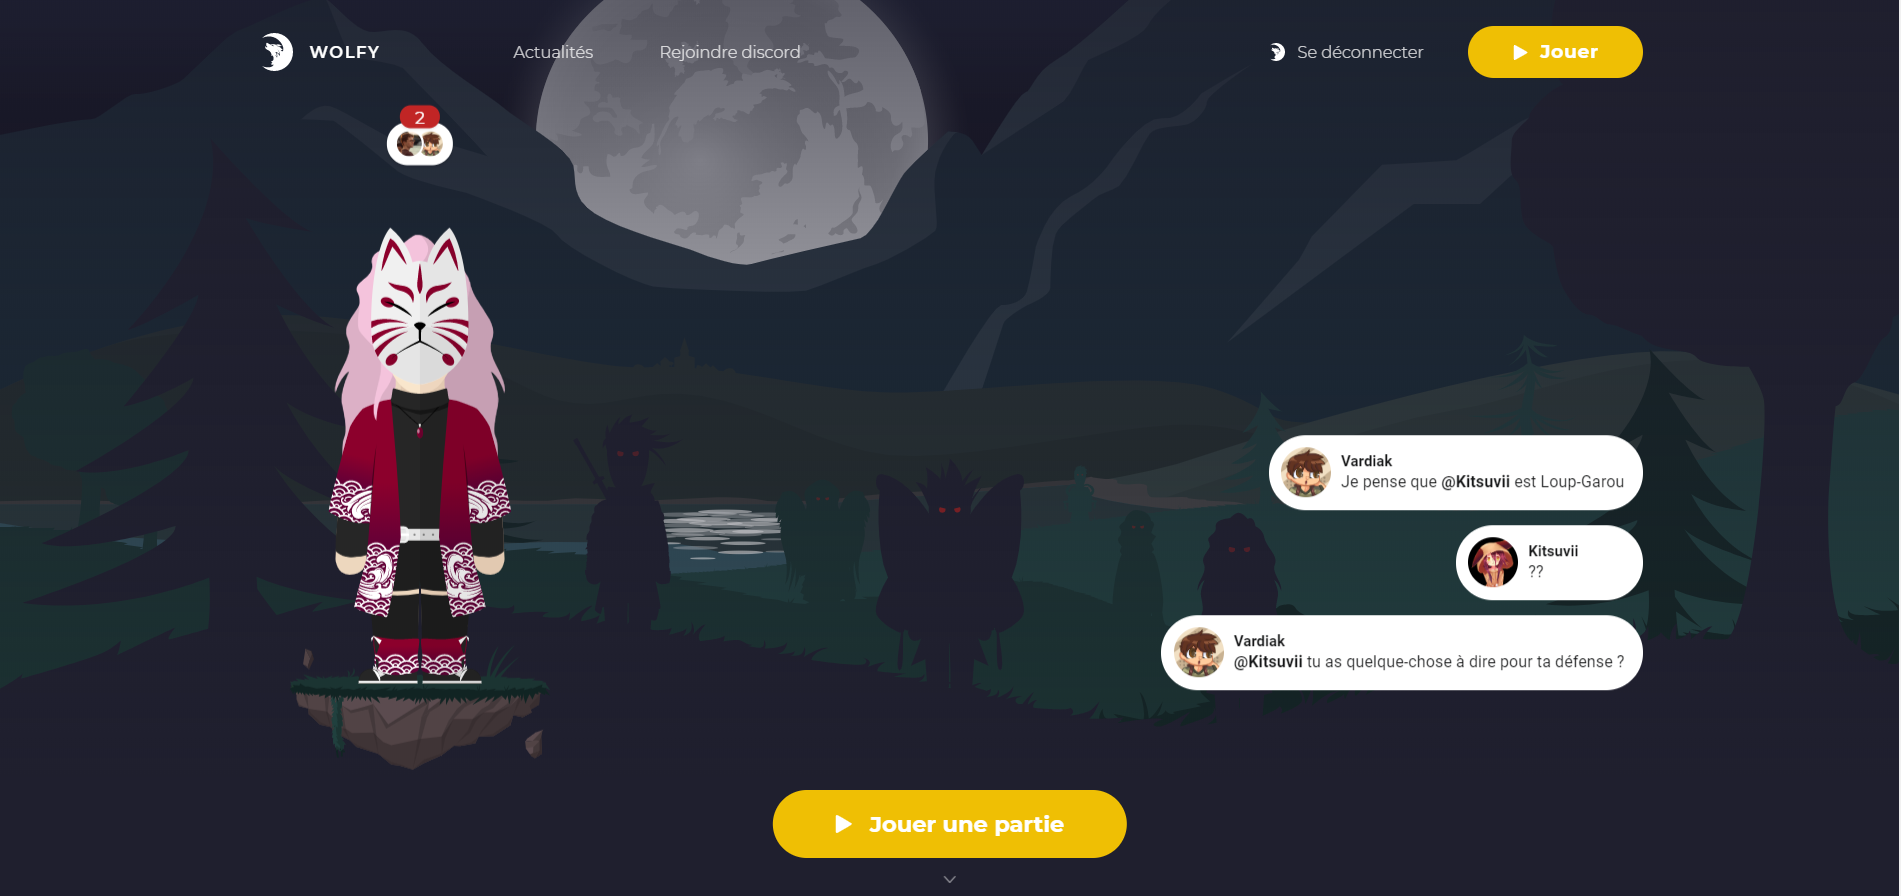 WOLFY
Actualités
Rejoindre discord
Se déconnecter
Jouer
2
Vardiak
Je pense que @Kitsuvii est Loup-Garou
Kitsuvii
??
Vardiak
@Kitsuvii tu as quelque-chose à dire pour ta défense ?
Jouer une partie